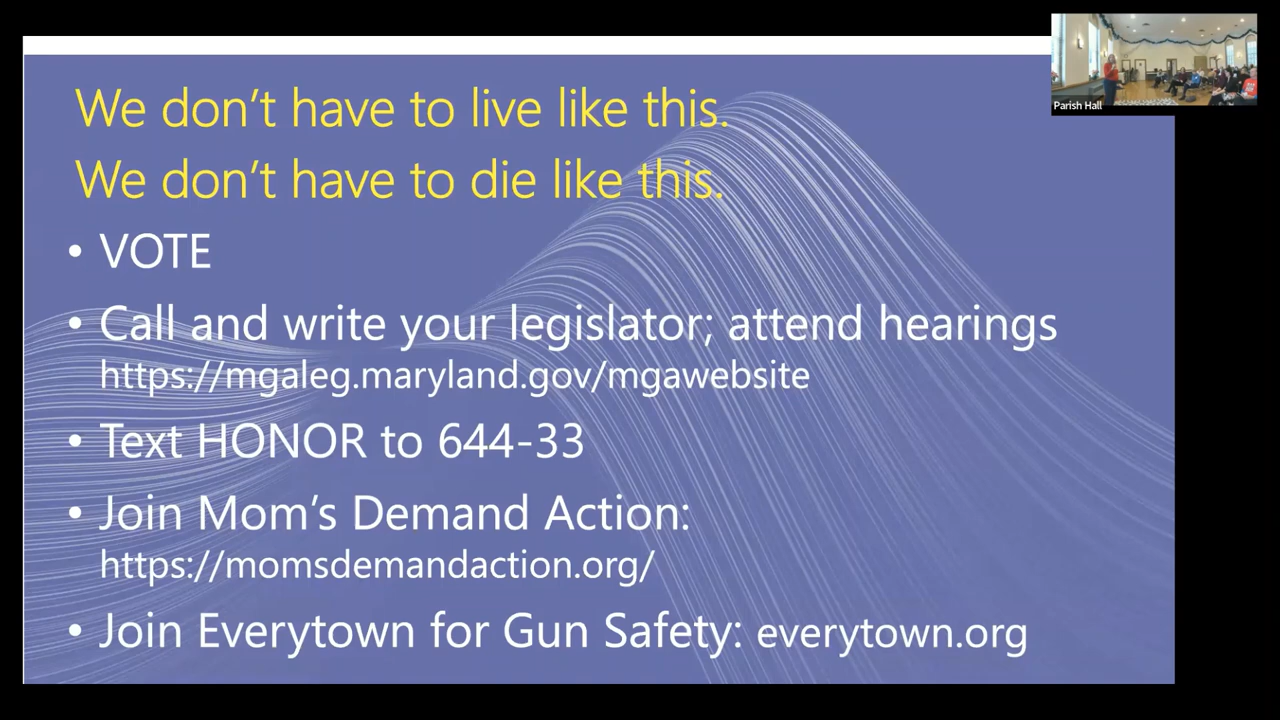 We don't have to live like this.
We don't have to die like this.
• VOTE
• Call and write your legislator; attend hearings
https://mgaleg.maryland.gov/mgawebsite
• Text HONOR to 644-33
• Join Mom's Demand Action:
https://momsdemandaction.org/
• Join Everytown for Gun Safety: everytown.org
Parish Hall